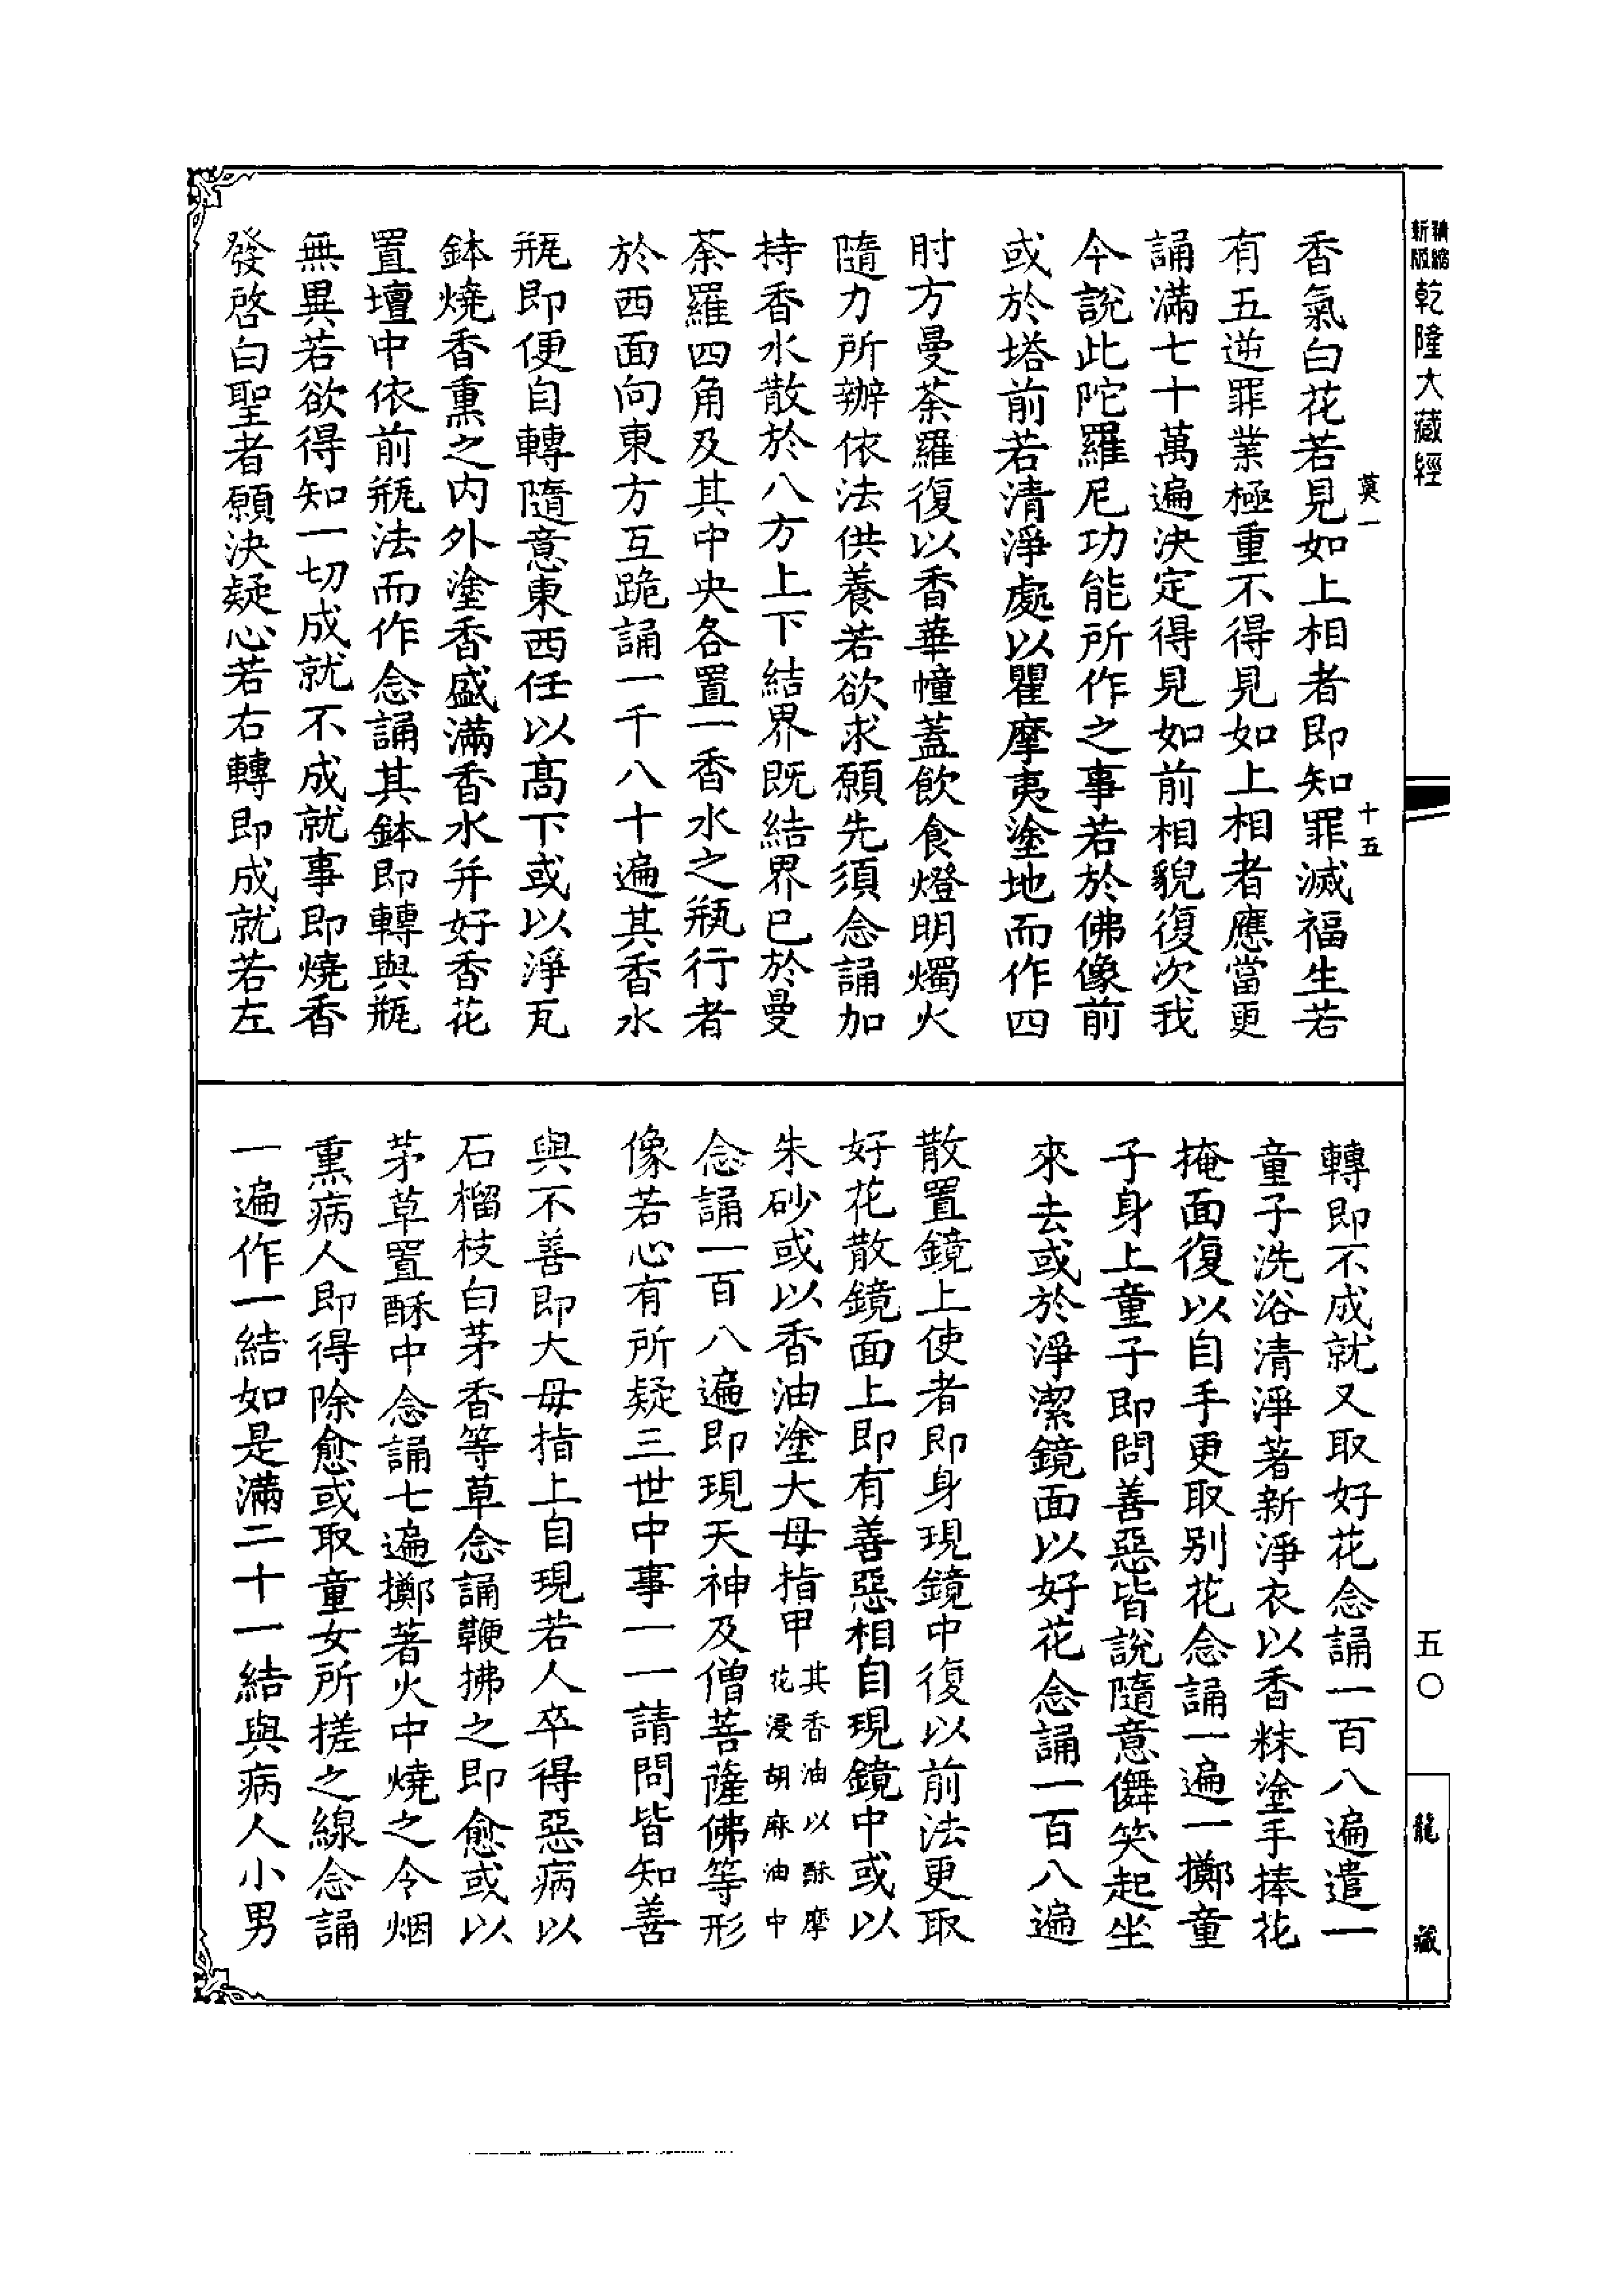 精縮新版乾隆大藏經
香氣白花若見如上相者即知罪滅福生若
有五逆罪業極重不得見如上相者應當更
誦滿七十萬遍決定得見如前相貌復次我
今說此陀羅尼功能所作之事若於佛像前
或於塔前若清淨處以瞿摩夷塗地而作四
肘方曼荼羅復以香華幢蓋飲食燈明燭火
隨力所辦依法供養若欲求願先須念誦加
持香水散於八方上下結界既結界已於曼
荼羅四角及其中央各置一香水之瓶行者
於西面向東方互跪誦一千八十遍其香水
瓶即便自轉隨意東西任以高下或以淨瓦
鉢燒香熏之內外塗香盛滿香水并好香花
置壇中依前瓶法而作念誦其鉢即轉與瓶
無異若欲得知一切成就不成就事即燒香
發啓白聖者願決疑心若右轉即成就若左
莫一
十五
轉即不成就又取好花念誦一百八遍遣一
童子洗浴清淨著新淨衣以香粖塗手捧花
掩面復以自手更取別花念誦一遍一擲童
子身上童子即問善惡皆說隨意儛笑起坐
來去或於淨潔鏡面以好花念誦一百八遍
散置鏡上使者即身現鏡中復以前法更取
好花散鏡面上即有善惡相自現鏡中或以
朱砂或以香油塗大母指甲其香油以酥摩花浸胡麻油中
念誦一百八遍即現天神及僧菩薩佛等形
像若心有所疑三世中事一一請問皆知善
與不善即大母指上自現若人卒得惡病以
石榴枝白茅香等草念誦鞭拂之即愈或以
茅草置酥中念誦七遍擲著火中燒之令烟
熏病人即得除愈或取童女所搓之線念誦
一遍作一結如是滿二十一結與病人小男
五〇
龍藏